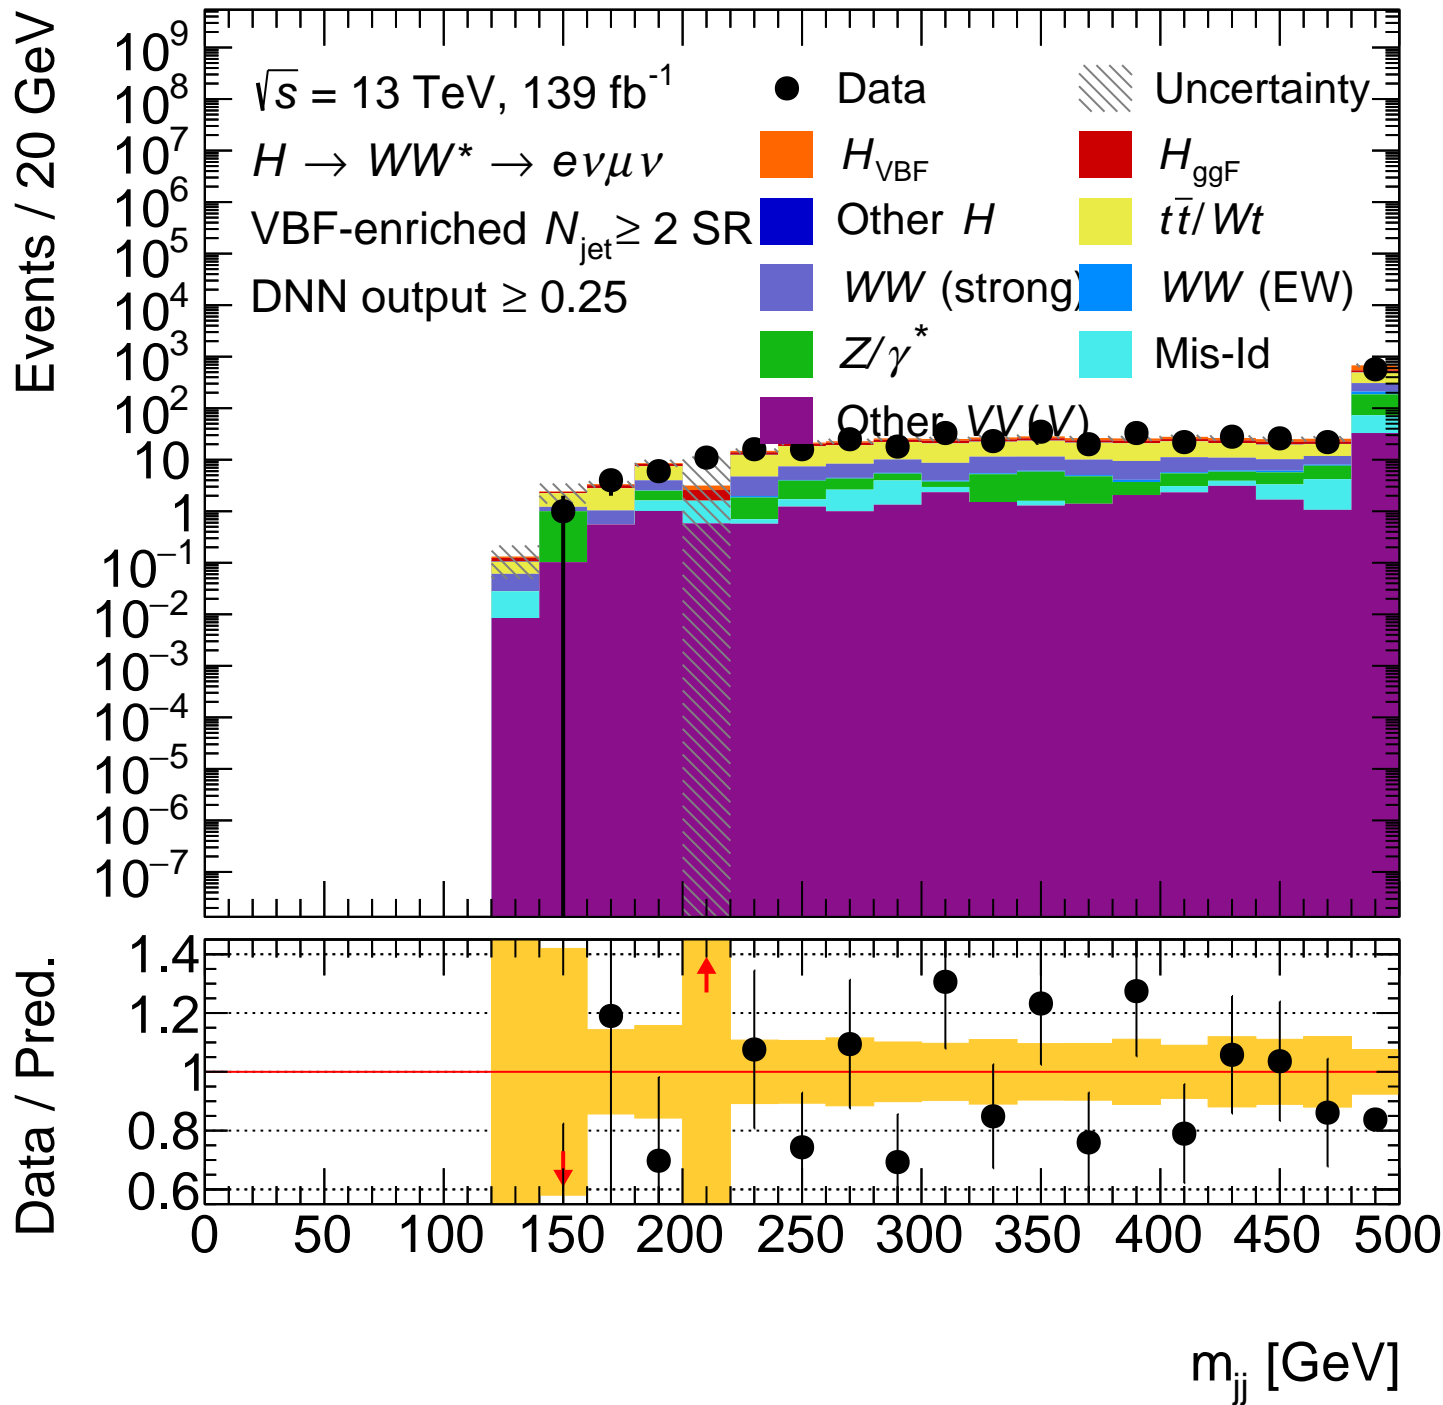 Events / 20 GeV
10⁹
10⁸
10⁷
10⁶
10⁵
10⁴
10³
10²
10
1
10⁻¹
10⁻²
10⁻³
10⁻⁴
10⁻⁵
10⁻⁶
10⁻⁷
√s = 13 TeV, 139 fb⁻¹
H → WW* → eνμν
VBF-enriched N_jet ≥ 2 SR
DNN output ≥ 0.25
Data
Uncertainty
H_VBF
H_ggF
Other H
tt̄/Wt
WW (strong)
WW (EW)
Z/γ*
Mis-Id
Other VV(V)
Data / Pred.
1.4
1.2
1
0.8
0.6
0 50 100 150 200 250 300 350 400 450 500
m_jj [GeV]